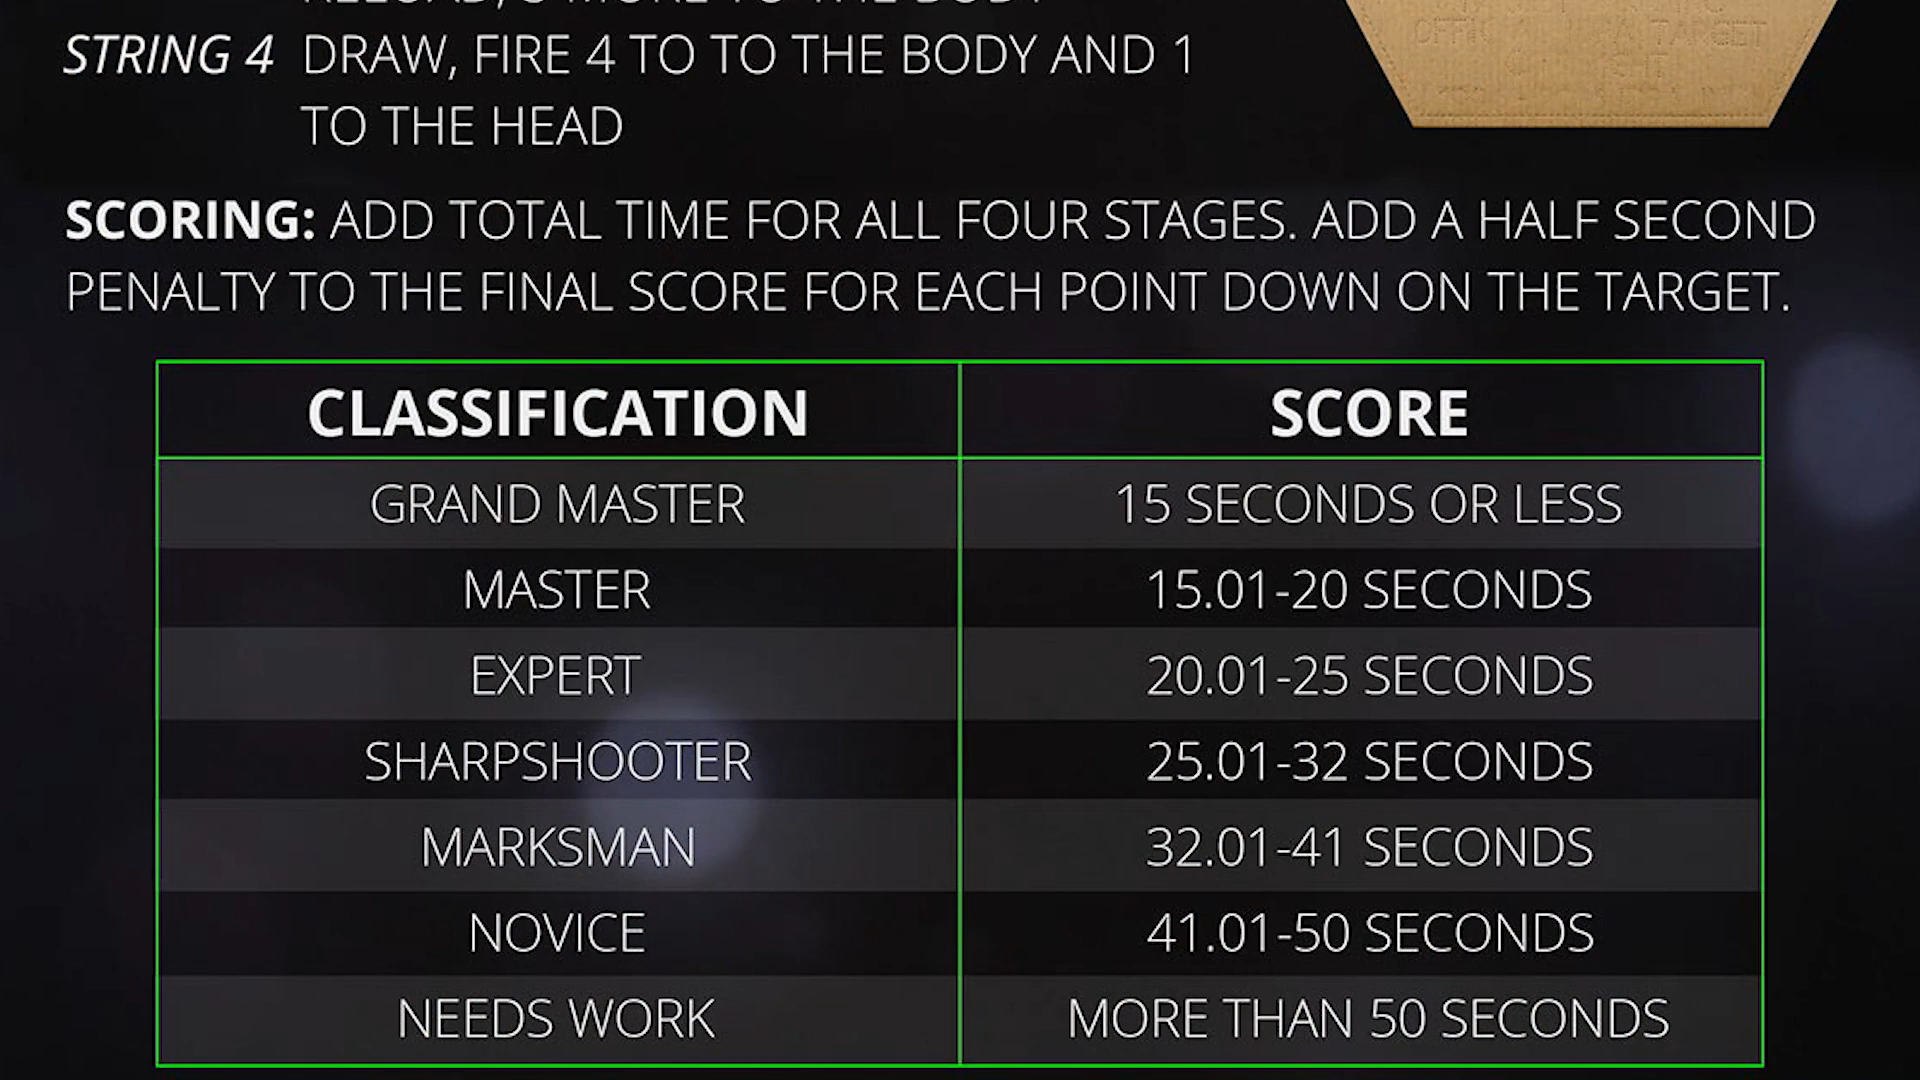 STRING 4 DRAW, FIRE 4 TO TO THE BODY AND 1
TO THE HEAD
SCORING: ADD TOTAL TIME FOR ALL FOUR STAGES. ADD A HALF SECOND
PENALTY TO THE FINAL SCORE FOR EACH POINT DOWN ON THE TARGET.
CLASSIFICATION SCORE
GRAND MASTER 15 SECONDS OR LESS
MASTER 15.01-20 SECONDS
EXPERT 20.01-25 SECONDS
SHARPSHOOTER 25.01-32 SECONDS
MARKSMAN 32.01-41 SECONDS
NOVICE 41.01-50 SECONDS
NEEDS WORK MORE THAN 50 SECONDS